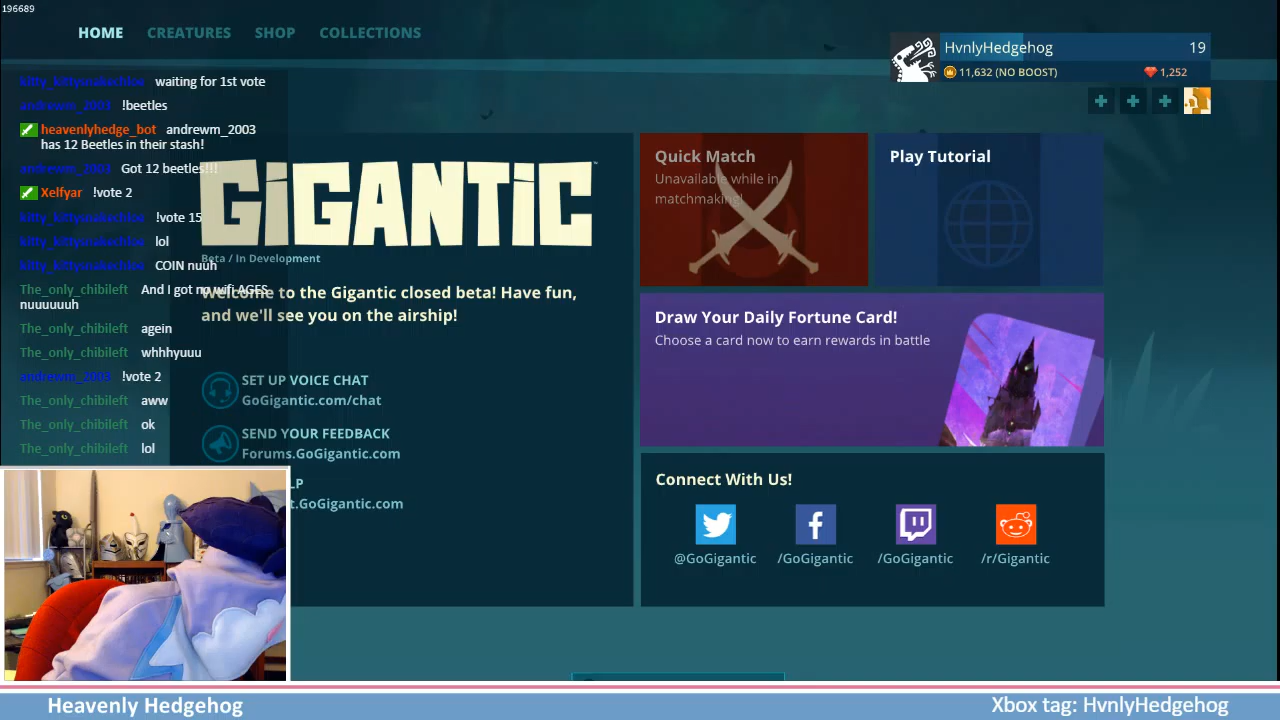 196689
HOME CREATURES SHOP COLLECTIONS
HvnlyHedgehog 19
11,632 (NO BOOST) 1,252
kitty_kittysnakechloe waiting for 1st vote
andrewm_2003 !beetles
heavenlyhedge_bot andrewm_2003
has 12 Beetles in their stash!
andrewm_2003 Got 12 beetles!!!
Xelfyar !vote 2
kitty_kittysnakechloe !vote 15
kitty_kittysnakechloe lol
kitty_kittysnakechloe COIN nuuh
The_only_chibileft And I got no wifi AGES
nuuuuuuh
The_only_chibileft agein
The_only_chibileft whhhyuuu
andrewm_2003 !vote 2
The_only_chibileft aww
The_only_chibileft ok
The_only_chibileft lol
GIGANTIC™
Beta / In Development
Welcome to the Gigantic closed beta! Have fun,
and we'll see you on the airship!
SET UP VOICE CHAT
GoGigantic.com/chat
SEND YOUR FEEDBACK
Forums.GoGigantic.com
LP
t.GoGigantic.com
Quick Match
Unavailable while in
matchmaking!
Play Tutorial
Draw Your Daily Fortune Card!
Choose a card now to earn rewards in battle
Connect With Us!
@GoGigantic /GoGigantic /GoGigantic /r/Gigantic
Heavenly Hedgehog
Xbox tag: HvnlyHedgehog